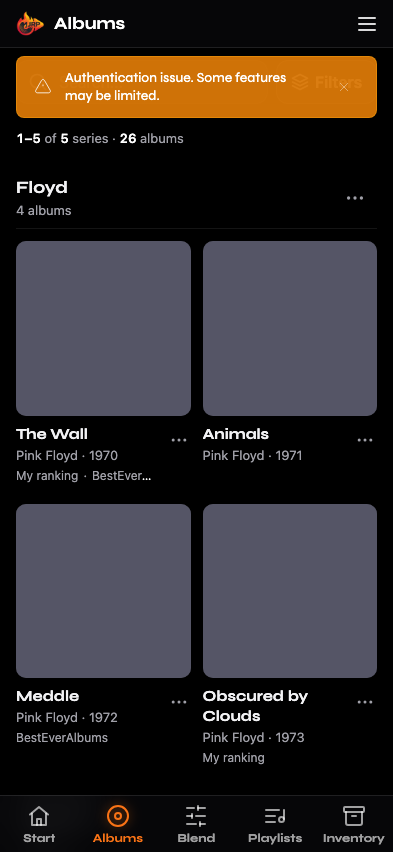 Albums
Authentication issue. Some features
may be limited.
Filters
1–5 of 5 series · 26 albums
Floyd
4 albums
The Wall
Pink Floyd · 1970
My ranking · BestEver...
Animals
Pink Floyd · 1971
Meddle
Pink Floyd · 1972
BestEverAlbums
Obscured by
Clouds
Pink Floyd · 1973
My ranking
Start
Albums
Blend
Playlists
Inventory